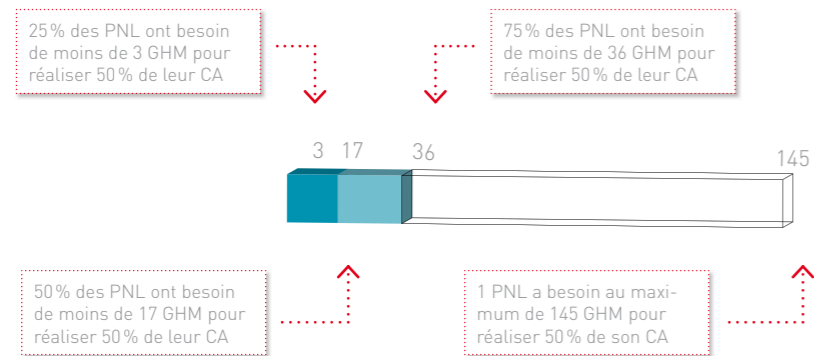 25 % des PNL ont besoin
de moins de 3 GHM pour
réaliser 50 % de leur CA
75 % des PNL ont besoin
de moins de 36 GHM pour
réaliser 50 % de leur CA
3 17 36 145
50 % des PNL ont besoin
de moins de 17 GHM pour
réaliser 50 % de leur CA
1 PNL a besoin au maxi-
mum de 145 GHM pour
réaliser 50 % de son CA